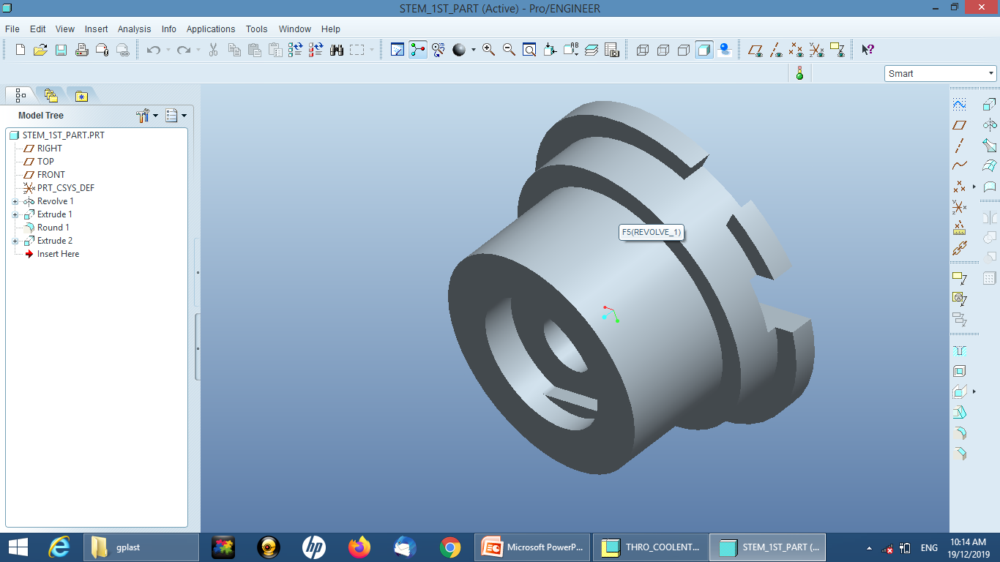 STEM_1ST_PART (Active) - Pro/ENGINEER
File Edit View Insert Analysis Info Applications Tools Window Help
Smart
Model Tree
STEM_1ST_PART.PRT
RIGHT
TOP
FRONT
PRT_CSYS_DEF
Revolve 1
Extrude 1
Round 1
Extrude 2
Insert Here
F5(REVOLVE_1)
gplast
Microsoft PowerP...
THRO_COOLENT...
STEM_1ST_PART (...
ENG
10:14 AM
19/12/2019